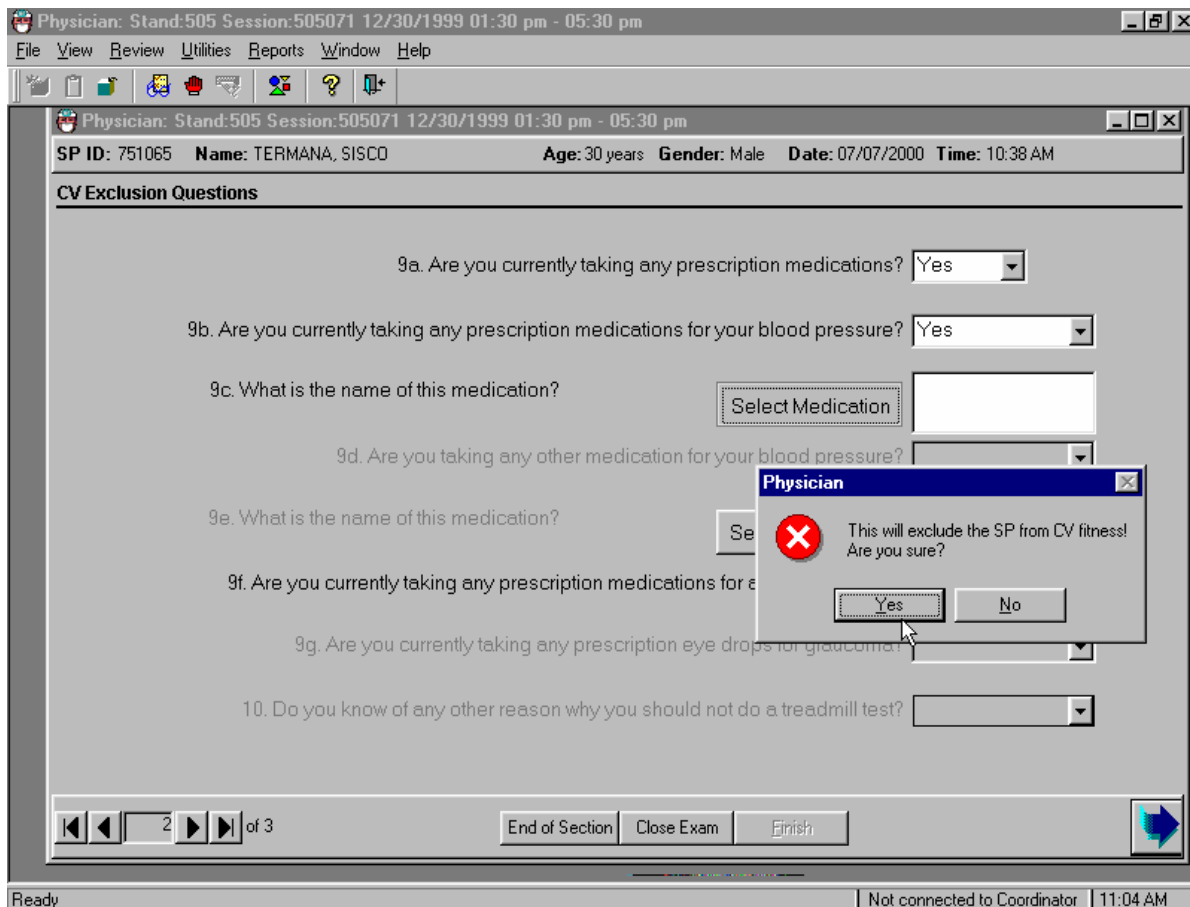 Physician: Stand:505 Session:505071 12/30/1999 01:30 pm - 05:30 pm
File View Review Utilities Reports Window Help
Physician: Stand:505 Session:505071 12/30/1999 01:30 pm - 05:30 pm
SP ID: 751065 Name: TERMANA, SISCO Age: 30 years Gender: Male Date: 07/07/2000 Time: 10:38 AM
CV Exclusion Questions
9a. Are you currently taking any prescription medications? Yes
9b. Are you currently taking any prescription medications for your blood pressure? Yes
9c. What is the name of this medication? Select Medication
9d. Are you taking any other medication for your blood pressure?
Physician
9e. What is the name of this medication? Se
This will exclude the SP from CV fitness!
Are you sure?
9f. Are you currently taking any prescription medications for a
Yes No
9g. Are you currently taking any prescription eye drops for glaucoma?
10. Do you know of any other reason why you should not do a treadmill test?
2 of 3 End of Section Close Exam Finish
Ready Not connected to Coordinator 11:04 AM